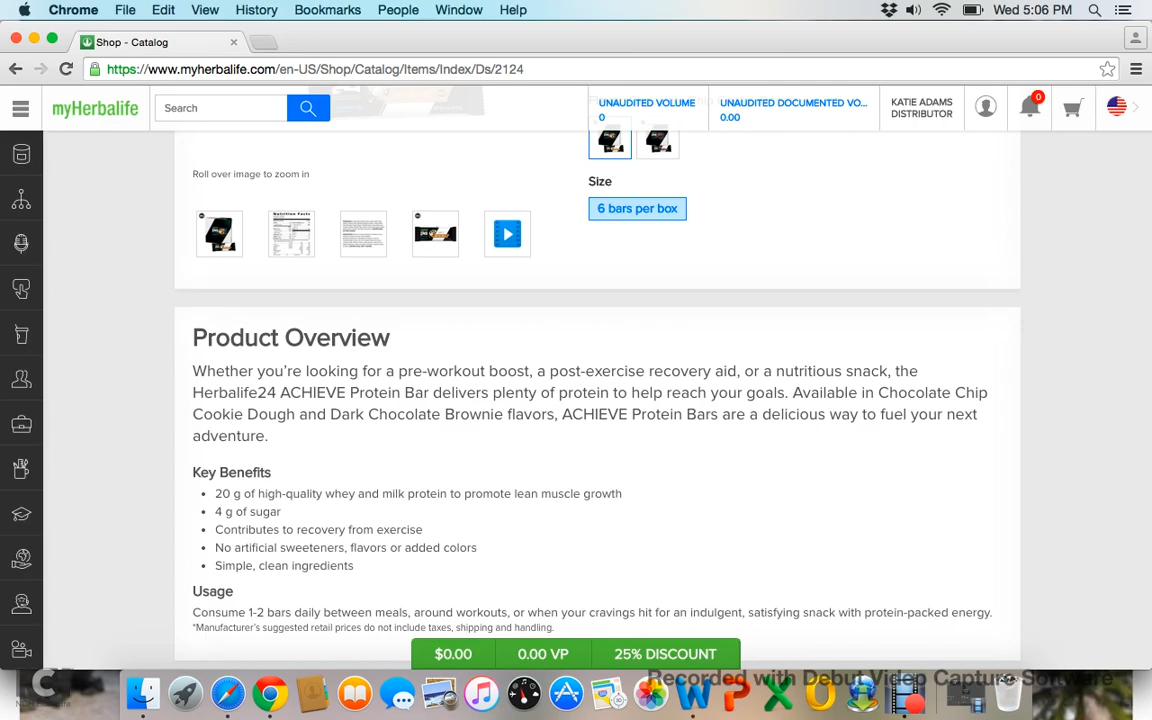 Chrome File Edit View History Bookmarks People Window Help Wed 5:06 PM
Shop - Catalog
https://www.myherbalife.com/en-US/Shop/Catalog/Items/Index/Ds/2124
myHerbalife Search UNAUDITED VOLUME UNAUDITED DOCUMENTED VO... KATIE ADAMS 0
0 0.00 DISTRIBUTOR
Roll over image to zoom in
Size
6 bars per box
Nutrition Facts
Product Overview
Whether you're looking for a pre-workout boost, a post-exercise recovery aid, or a nutritious snack, the
Herbalife24 ACHIEVE Protein Bar delivers plenty of protein to help reach your goals. Available in Chocolate Chip
Cookie Dough and Dark Chocolate Brownie flavors, ACHIEVE Protein Bars are a delicious way to fuel your next
adventure.
Key Benefits
• 20 g of high-quality whey and milk protein to promote lean muscle growth
• 4 g of sugar
• Contributes to recovery from exercise
• No artificial sweeteners, flavors or added colors
• Simple, clean ingredients
Usage
Consume 1-2 bars daily between meals, around workouts, or when your cravings hit for an indulgent, satisfying snack with protein-packed energy.
*Manufacturer's suggested retail prices do not include taxes, shipping and handling.
$0.00 0.00 VP 25% DISCOUNT
Recorded with Debut Video Capture Software